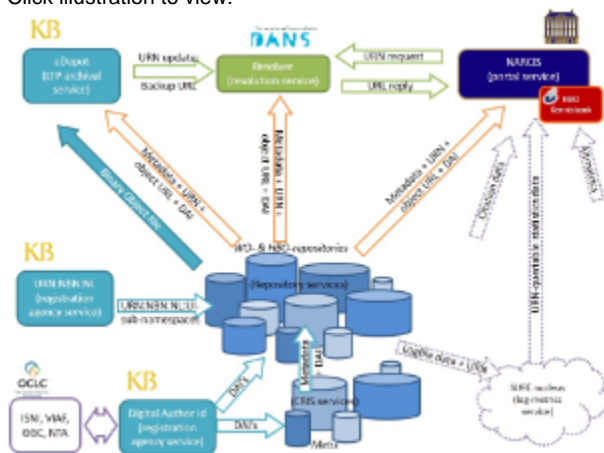 Click illustration to view.
KB
DANS
eDepot
(LTP archival
service)
URN update;
Backup URL
Resolver
(resolution service)
URN request
URL reply
NARCIS
(portal service)
HBO
Kennisbank
Binary Object file
Metadata + URN +
object URL + DAI
Metadata + URN +
object URL + DAI
Metadata + URN +
object URL + DAI
Citation data
URN-queriable statistics data
KB
WO- & HBO-repositories
(Repository services)
URN:NBN:NL
(registration
agency service)
URN:NBN:NL:UI
sub-namespaces
Metadata
+ DAI
Logfile data + URN
OCLC
KB
ISNI, VIAF,
GGC, NTA
Digital Author Id
(registration
agency service)
DAI's
DAI's
(CRIS services)
Metis
SURE nucleus
(log-metrics
service)